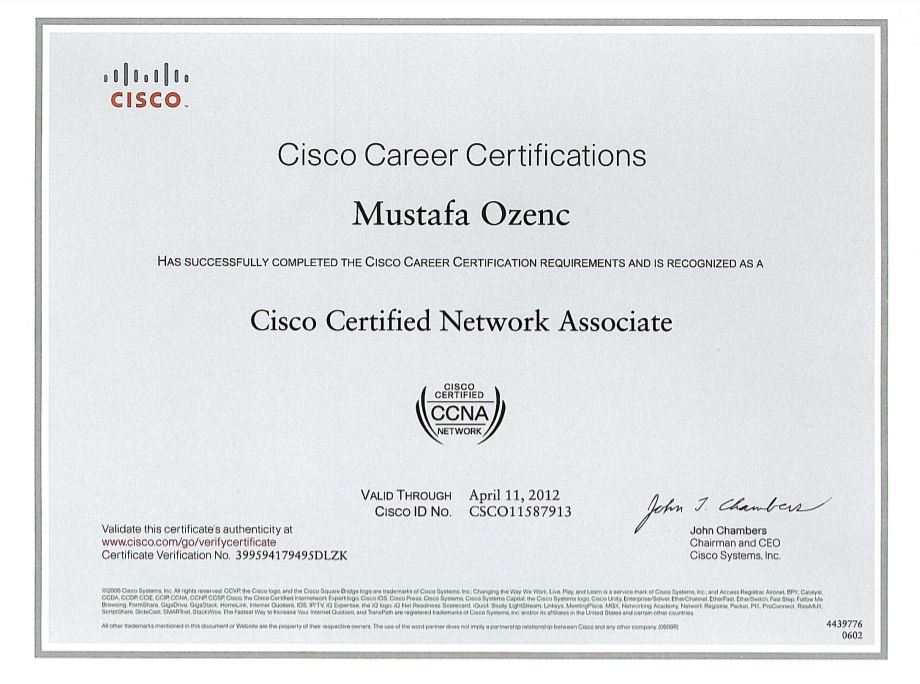 CISCO™
Cisco Career Certifications
Mustafa Ozenc
HAS SUCCESSFULLY COMPLETED THE CISCO CAREER CERTIFICATION REQUIREMENTS AND IS RECOGNIZED AS A
Cisco Certified Network Associate
CISCO
CERTIFIED
CCNA
NETWORK
VALID THROUGH April 11, 2012
CISCO ID NO. CSCO11587913
John T. Chambers
Validate this certificate's authenticity at
www.cisco.com/go/verifycertificate
Certificate Verification No. 399594179495DLZK
John Chambers
Chairman and CEO
Cisco Systems, Inc.
©2006 Cisco Systems, Inc. All rights reserved. CCVP, the Cisco logo, and the Cisco Square Bridge logo are trademarks of Cisco Systems, Inc.; Changing the Way We Work, Live, Play, and Learn is a service mark of Cisco Systems, Inc.; and Access Registrar, Aironet, BPX, Catalyst,
CCDA, CCDP, CCIE, CCIP, CCNA, CCNP, CCSP, Cisco, the Cisco Certified Internetwork Expert logo, Cisco IOS, Cisco Press, Cisco Systems, Cisco Systems Capital, the Cisco Systems logo, Cisco Unity, Enterprise/Solver, EtherChannel, EtherFast, EtherSwitch, Fast Step, Follow Me
Browsing, FormShare, GigaDrive, GigaStack, HomeLink, Internet Quotient, IOS, IP/TV, iQ Expertise, the iQ logo, iQ Net Readiness Scorecard, iQuick Study, LightStream, Linksys, MeetingPlace, MGX, Networking Academy, Network Registrar, Packet, PIX, ProConnect, RateMUX,
ScriptShare, SlideCast, SMARTnet, StackWise, The Fastest Way to Increase Your Internet Quotient, and TransPath are registered trademarks of Cisco Systems, Inc. and/or its affiliates in the United States and certain other countries.
All other trademarks mentioned in this document or Website are the property of their respective owners. The use of the word partner does not imply a partnership relationship between Cisco and any other company. (0609R)
4439776
0602